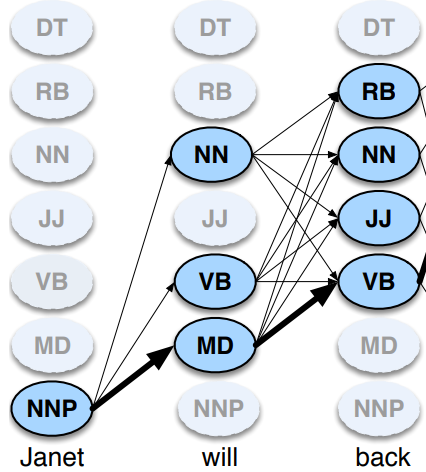 DT DT DT
RB RB RB
NN NN NN
JJ JJ JJ
VB VB VB
MD MD MD
NNP NNP NNP
Janet will back